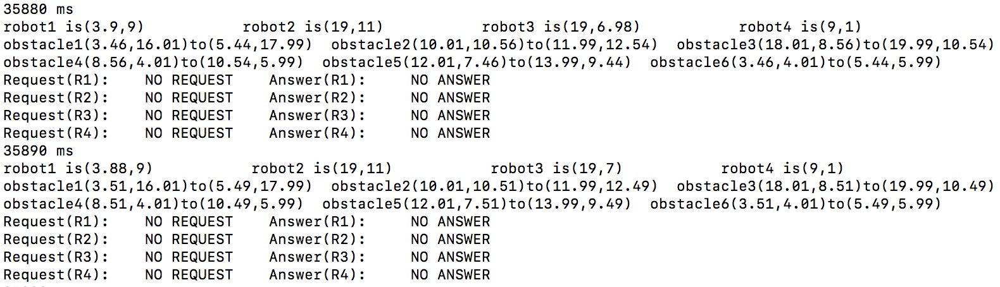 35880 ms
robot1 is(3.9,9) robot2 is(19,11) robot3 is(19,6.98) robot4 is(9,1)
obstacle1(3.46,16.01)to(5.44,17.99) obstacle2(10.01,10.56)to(11.99,12.54) obstacle3(18.01,8.56)to(19.99,10.54)
obstacle4(8.56,4.01)to(10.54,5.99) obstacle5(12.01,7.46)to(13.99,9.44) obstacle6(3.46,4.01)to(5.44,5.99)
Request(R1): NO REQUEST Answer(R1): NO ANSWER
Request(R2): NO REQUEST Answer(R2): NO ANSWER
Request(R3): NO REQUEST Answer(R3): NO ANSWER
Request(R4): NO REQUEST Answer(R4): NO ANSWER
35890 ms
robot1 is(3.88,9) robot2 is(19,11) robot3 is(19,7) robot4 is(9,1)
obstacle1(3.51,16.01)to(5.49,17.99) obstacle2(10.01,10.51)to(11.99,12.49) obstacle3(18.01,8.51)to(19.99,10.49)
obstacle4(8.51,4.01)to(10.49,5.99) obstacle5(12.01,7.51)to(13.99,9.49) obstacle6(3.51,4.01)to(5.49,5.99)
Request(R1): NO REQUEST Answer(R1): NO ANSWER
Request(R2): NO REQUEST Answer(R2): NO ANSWER
Request(R3): NO REQUEST Answer(R3): NO ANSWER
Request(R4): NO REQUEST Answer(R4): NO ANSWER